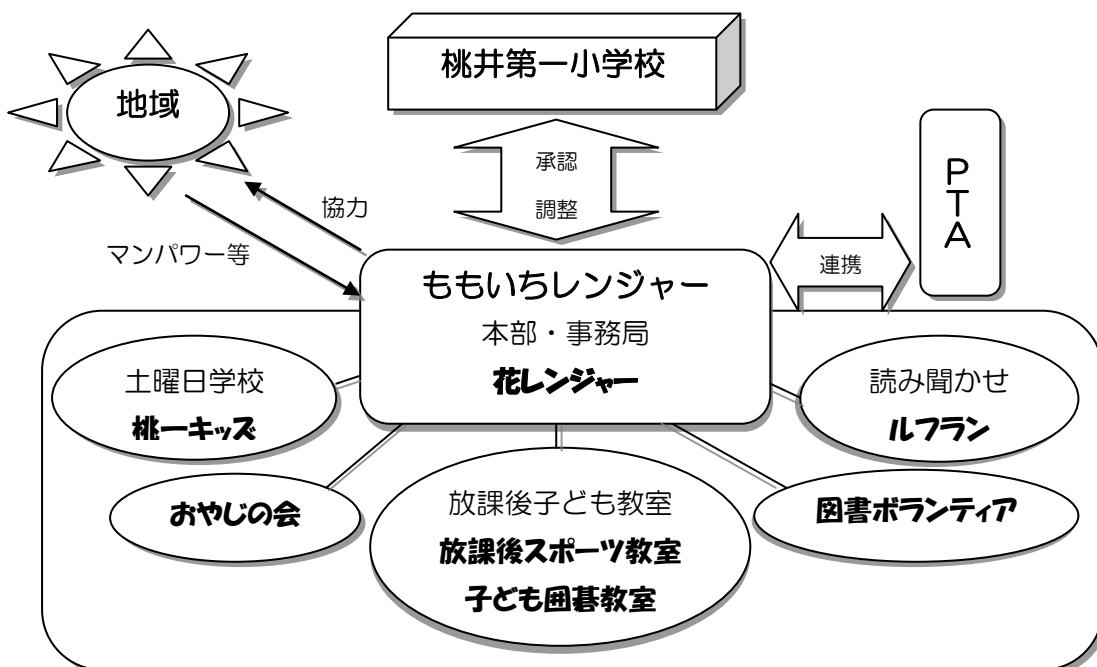 桃井第一小学校
地域
承認
調整
PTA
協力
マンパワー等
連携
ももいちレンジャー
本部・事務局
花レンジャー
土曜日学校
桃一キッズ
読み聞かせ
ルフラン
おやじの会
放課後子ども教室
放課後スポーツ教室
子ども囲碁教室
図書ボランティア